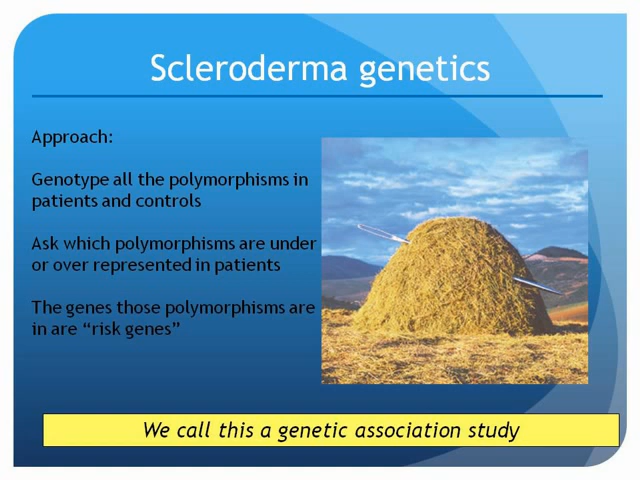 Scleroderma genetics
Approach:
Genotype all the polymorphisms in
patients and controls
Ask which polymorphisms are under
or over represented in patients
The genes those polymorphisms are
in are “risk genes”
We call this a genetic association study